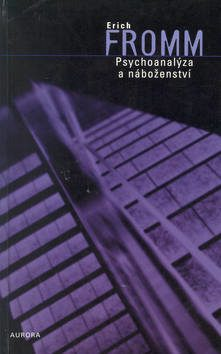 Erich
FROMM
Psychoanalýza
a náboženství
AURORA